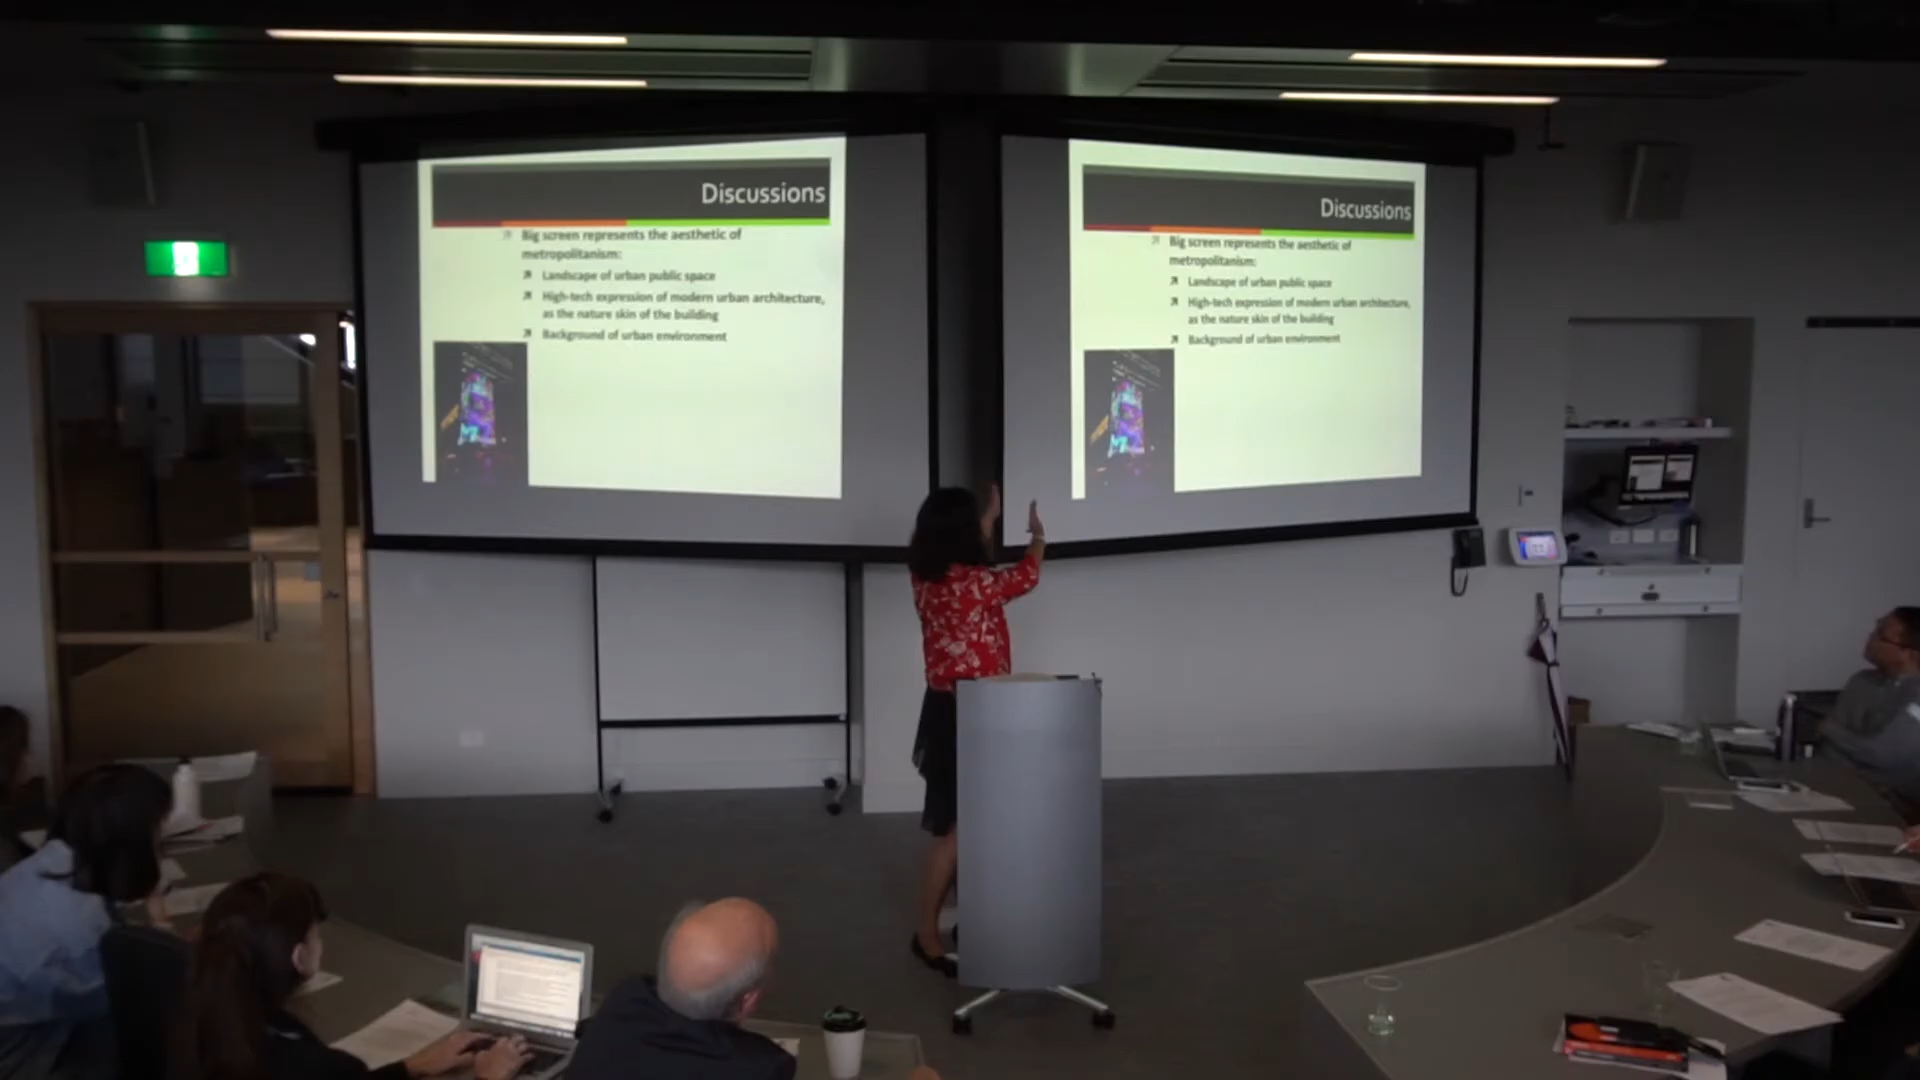 Discussions
Big screen represents the aesthetic of
metropolitanism:
Landscape of urban public space
High-tech expression of modern urban architecture,
as the nature skin of the building
Background of urban environment
Discussions
Big screen represents the aesthetic of
metropolitanism:
Landscape of urban public space
High-tech expression of modern urban architecture,
as the nature skin of the building
Background of urban environment